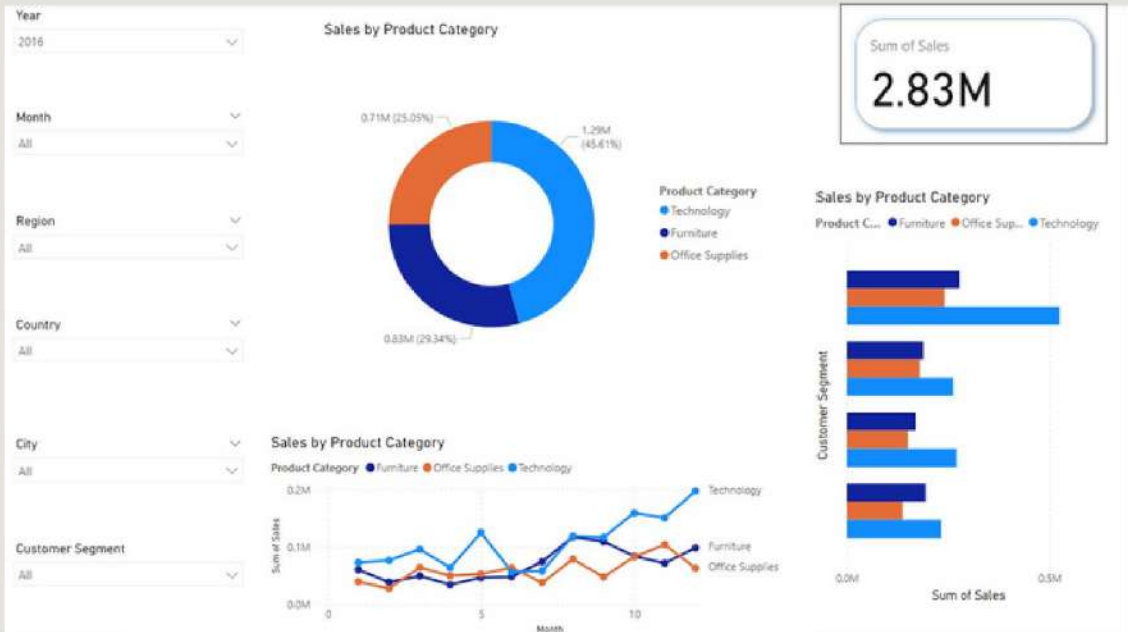 Year
2016
Month
All
Region
All
Country
All
City
All
Customer Segment
All
Sales by Product Category
0.71M (25.05%)
1.29M
(45.61%)
0.83M (29.34%)
Product Category
Technology
Furniture
Office Supplies
Sum of Sales
2.83M
Sales by Product Category
Product Category Furniture Office Supplies Technology
0.2M
0.1M
0.0M
Sum of Sales
0 5 10
Month
Technology
Furniture
Office Supplies
Sales by Product Category
Product C... Furniture Office Sup... Technology
Customer Segment
0.0M 0.5M
Sum of Sales